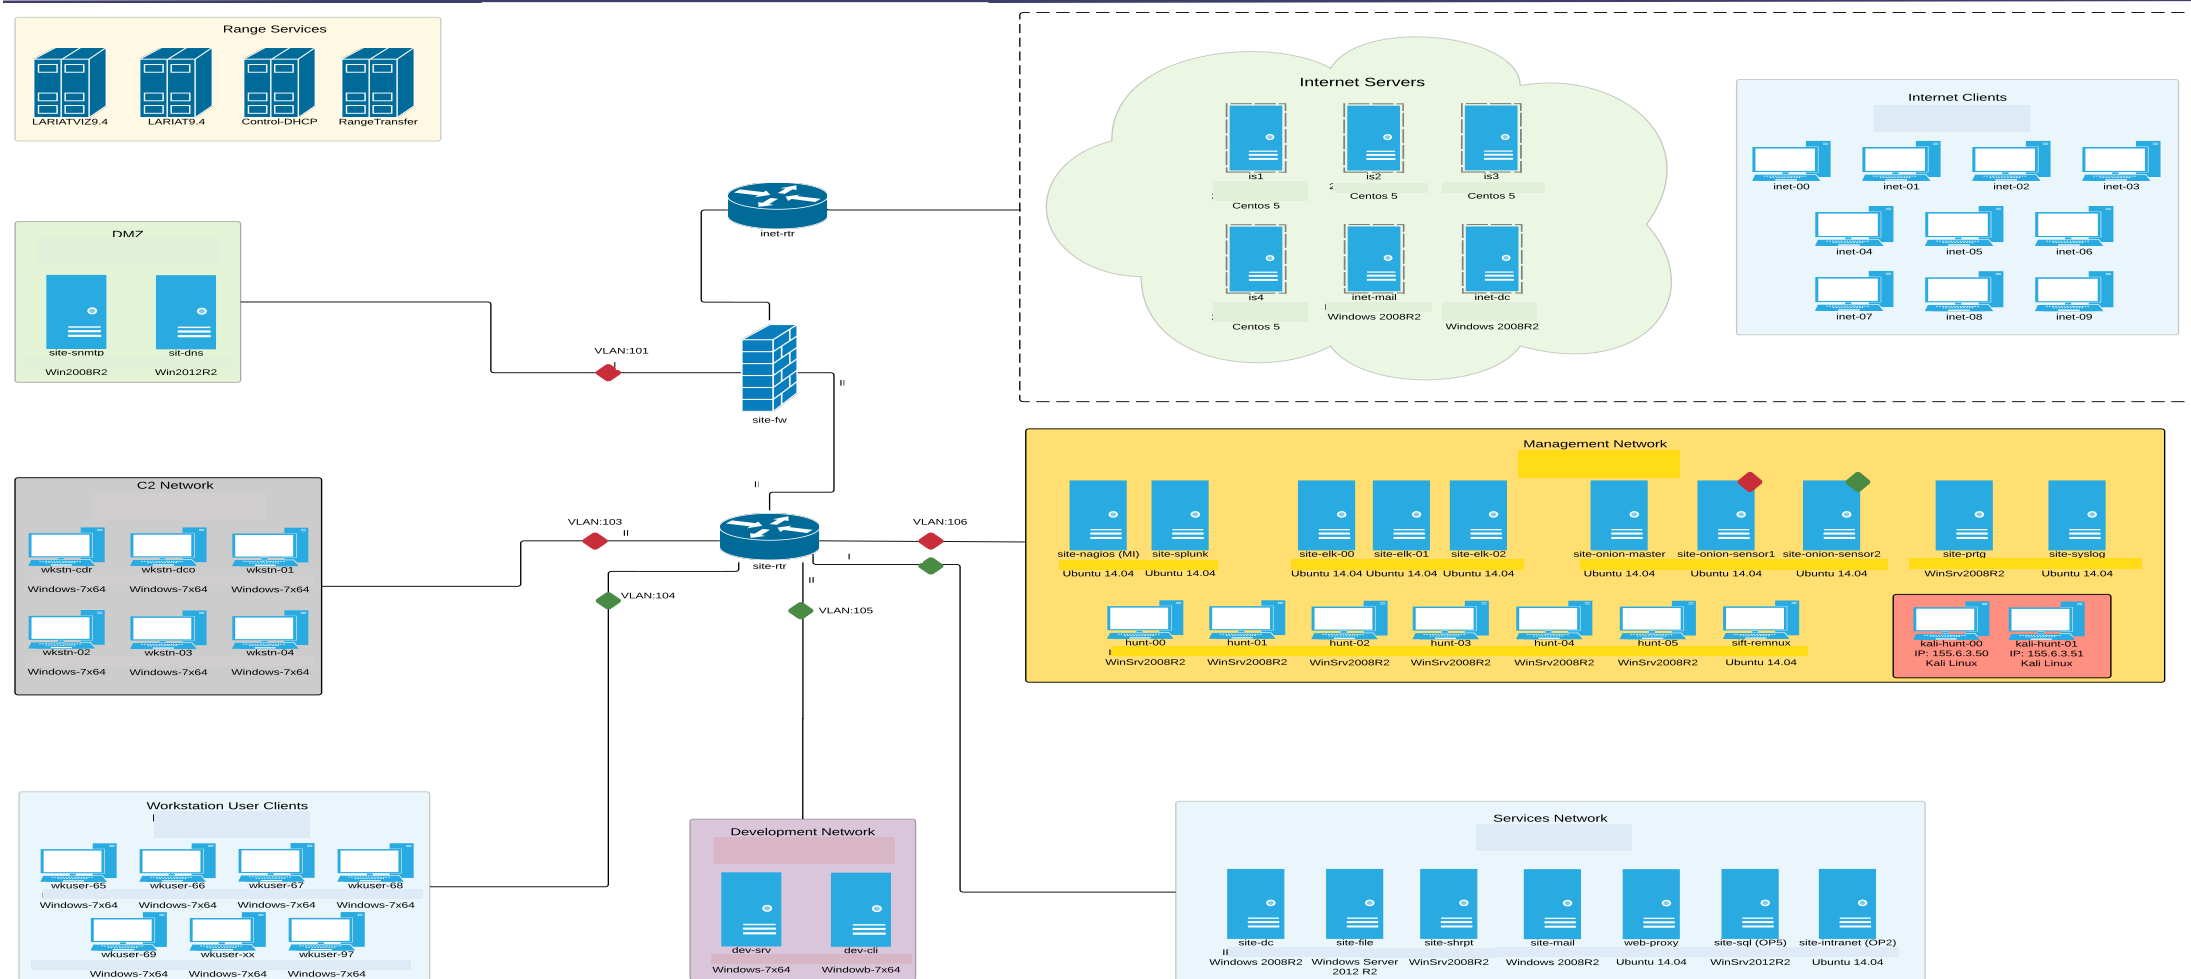 Range Services
LARIATVIZ9.4 LARIAT9.4 Control-DHCP RangeTransfer
Internet Servers
is1 is2 is3
Centos 5 Centos 5 Centos 5
is4 inet-mail inet-dc
Centos 5 Windows 2008R2 Windows 2008R2
Internet Clients
inet-00 inet-01 inet-02 inet-03
inet-04 inet-05 inet-06
inet-07 inet-08 inet-09
inet-rtr
DMZ
site-snmtp sit-dns
Win2008R2 Win2012R2
VLAN:101
site-fw
C2 Network
wkstn-cdr wkstn-dco wkstn-01
Windows-7x64 Windows-7x64 Windows-7x64
wkstn-02 wkstn-03 wkstn-04
Windows-7x64 Windows-7x64 Windows-7x64
VLAN:103
VLAN:106
site-rtr
VLAN:104
VLAN:105
Management Network
site-nagios (MI) site-splunk site-elk-00 site-elk-01 site-elk-02 site-onion-master site-onion-sensor1 site-onion-sensor2 site-prtg site-syslog
Ubuntu 14.04 Ubuntu 14.04 Ubuntu 14.04 Ubuntu 14.04 Ubuntu 14.04 Ubuntu 14.04 Ubuntu 14.04 Ubuntu 14.04 WinSrv2008R2 Ubuntu 14.04
hunt-00 hunt-01 hunt-02 hunt-03 hunt-04 hunt-05 sift-remnux
WinSrv2008R2 WinSrv2008R2 WinSrv2008R2 WinSrv2008R2 WinSrv2008R2 WinSrv2008R2 Ubuntu 14.04
kali-hunt-00 kali-hunt-01
IP: 155.6.3.50 IP: 155.6.3.51
Kali Linux Kali Linux
Workstation User Clients
wkuser-65 wkuser-66 wkuser-67 wkuser-68
Windows-7x64 Windows-7x64 Windows-7x64 Windows-7x64
wkuser-69 wkuser-xx wkuser-97
Windows-7x64 Windows-7x64 Windows-7x64
Development Network
dev-srv dev-cli
Windows-7x64 Windowb-7x64
Services Network
site-dc site-file site-shrpt site-mail web-proxy site-sql (OP5) site-intranet (OP2)
Windows 2008R2 Windows Server WinSrv2008R2 Windows 2008R2 Ubuntu 14.04 WinSrv2012R2 Ubuntu 14.04
2012 R2